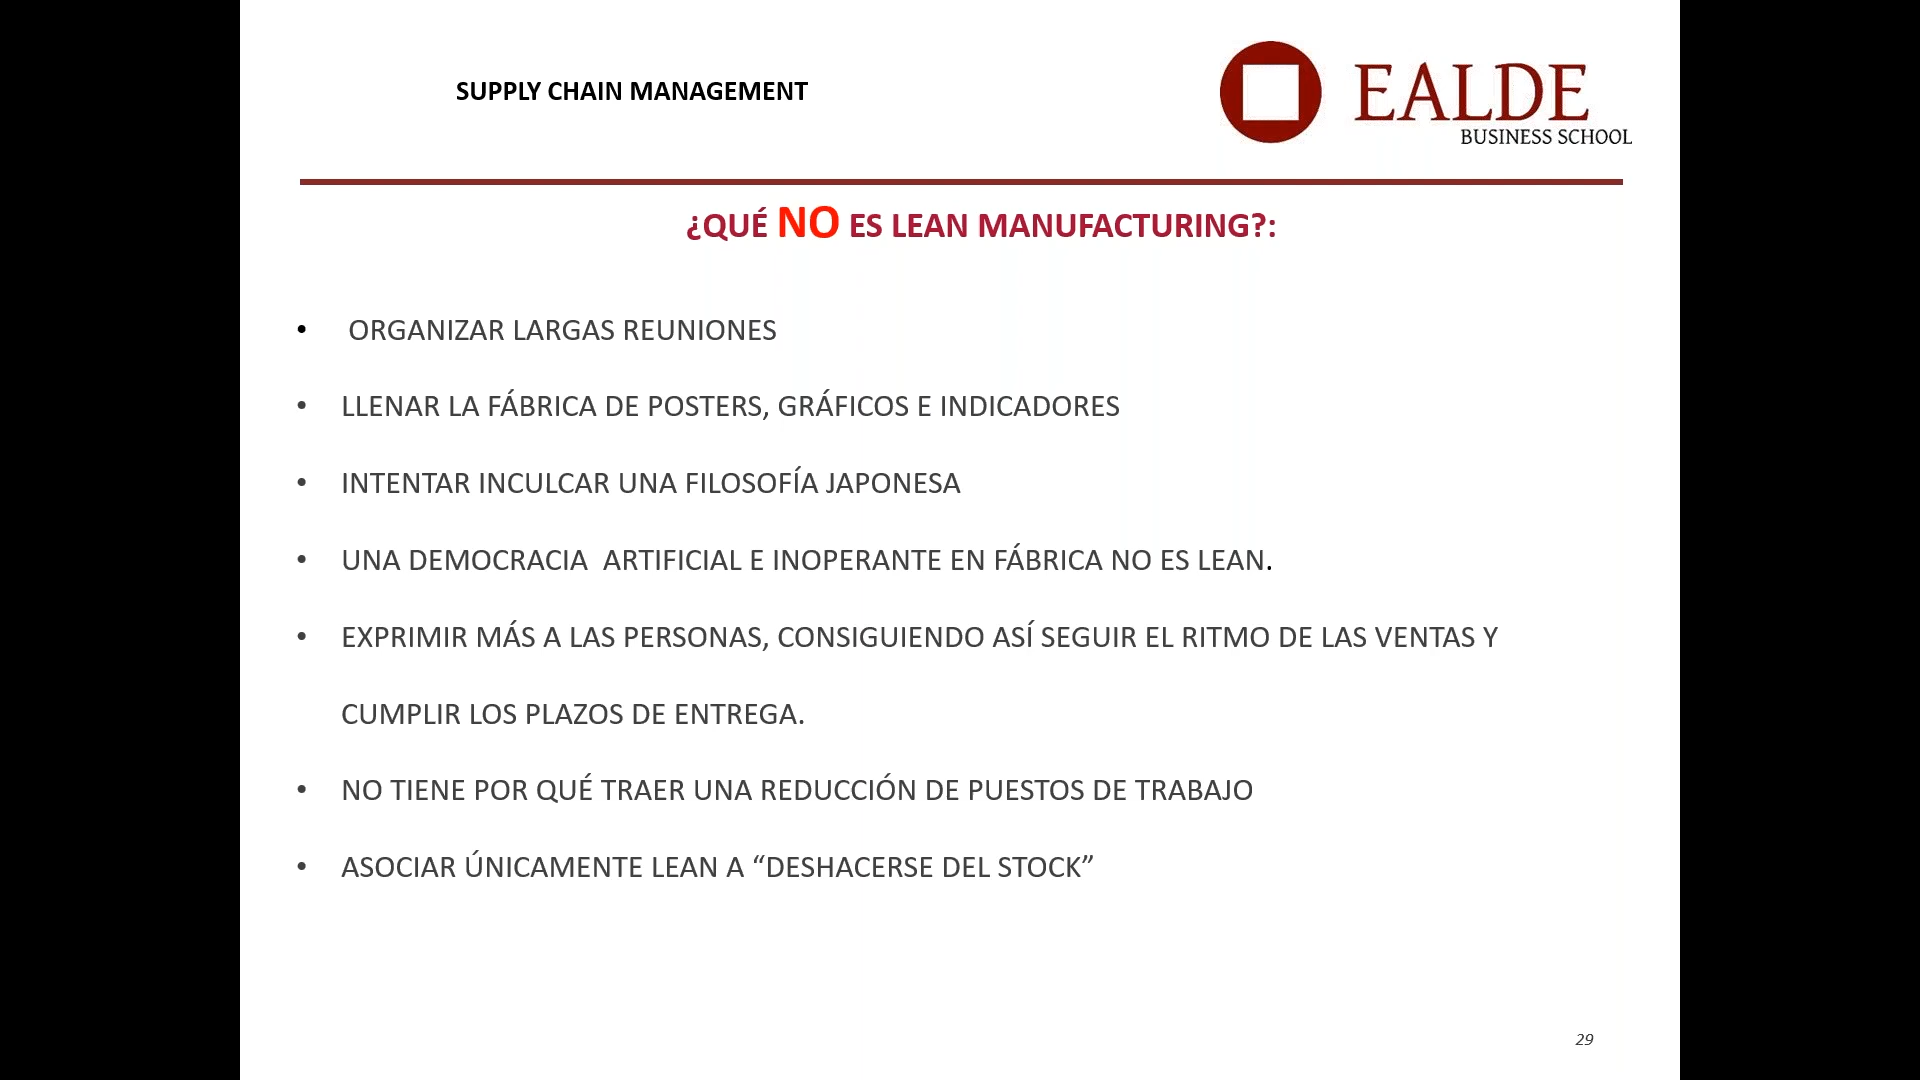 SUPPLY CHAIN MANAGEMENT
EALDE
BUSINESS SCHOOL
¿QUÉ NO ES LEAN MANUFACTURING?:
• ORGANIZAR LARGAS REUNIONES
• LLENAR LA FÁBRICA DE POSTERS, GRÁFICOS E INDICADORES
• INTENTAR INCULCAR UNA FILOSOFÍA JAPONESA
• UNA DEMOCRACIA ARTIFICIAL E INOPERANTE EN FÁBRICA NO ES LEAN.
• EXPRIMIR MÁS A LAS PERSONAS, CONSIGUIENDO ASÍ SEGUIR EL RITMO DE LAS VENTAS Y
CUMPLIR LOS PLAZOS DE ENTREGA.
• NO TIENE POR QUÉ TRAER UNA REDUCCIÓN DE PUESTOS DE TRABAJO
• ASOCIAR ÚNICAMENTE LEAN A “DESHACERSE DEL STOCK”
29